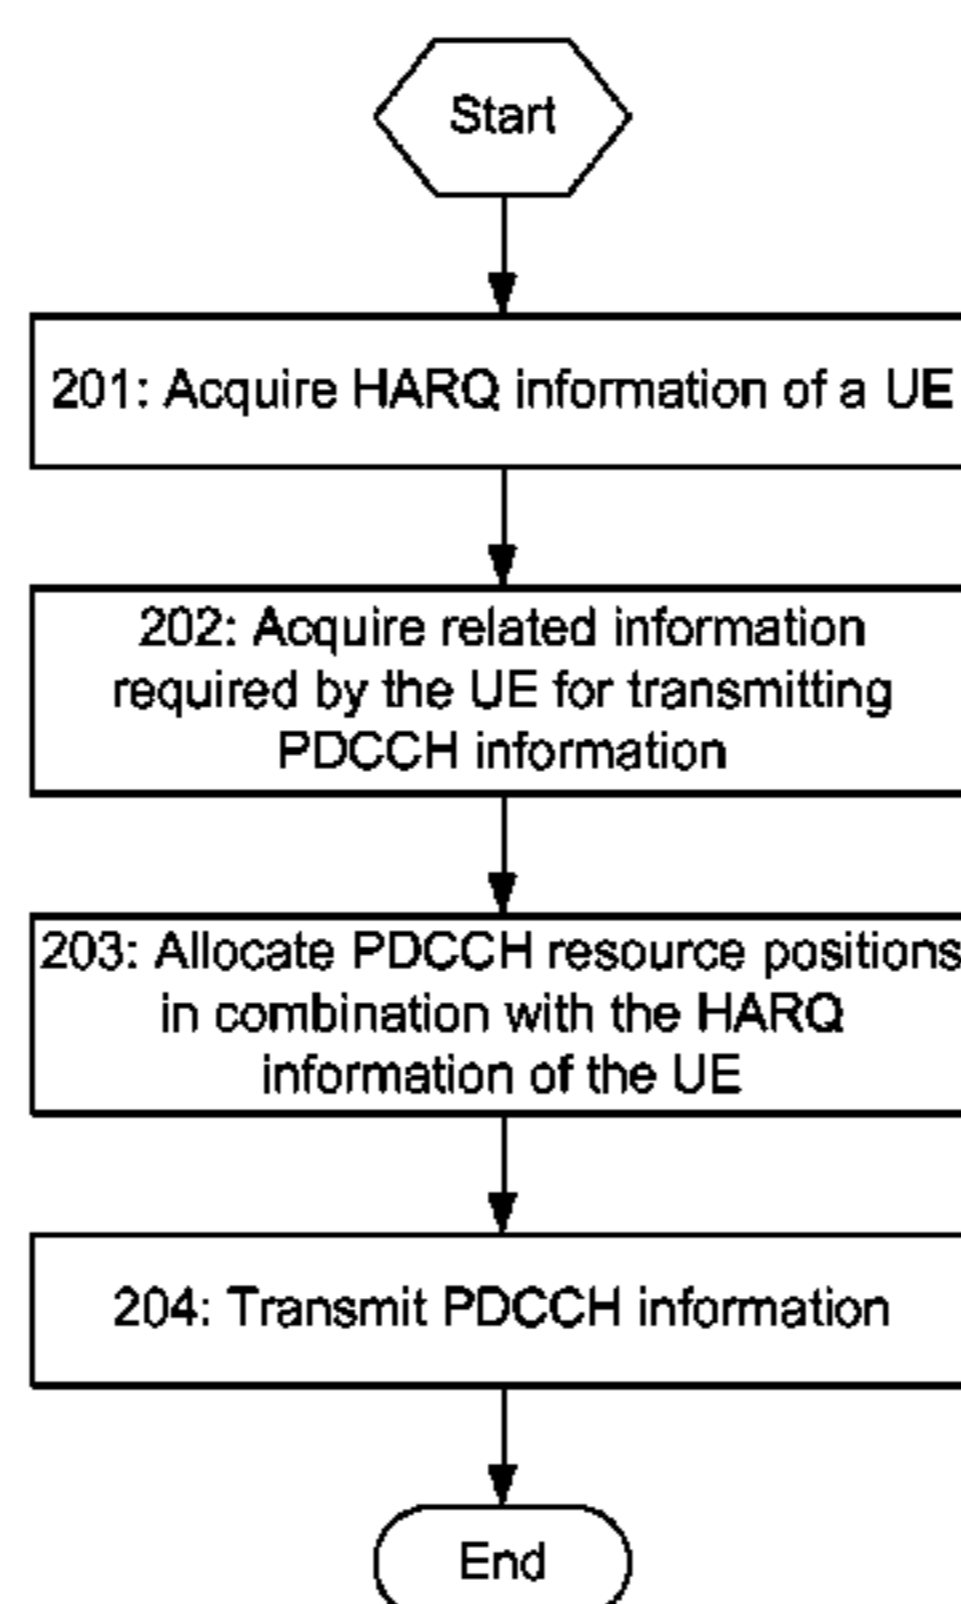 Start
201: Acquire HARQ information of a UE
202: Acquire related information
required by the UE for transmitting
PDCCH information
203: Allocate PDCCH resource positions
in combination with the HARQ
information of the UE
204: Transmit PDCCH information
End